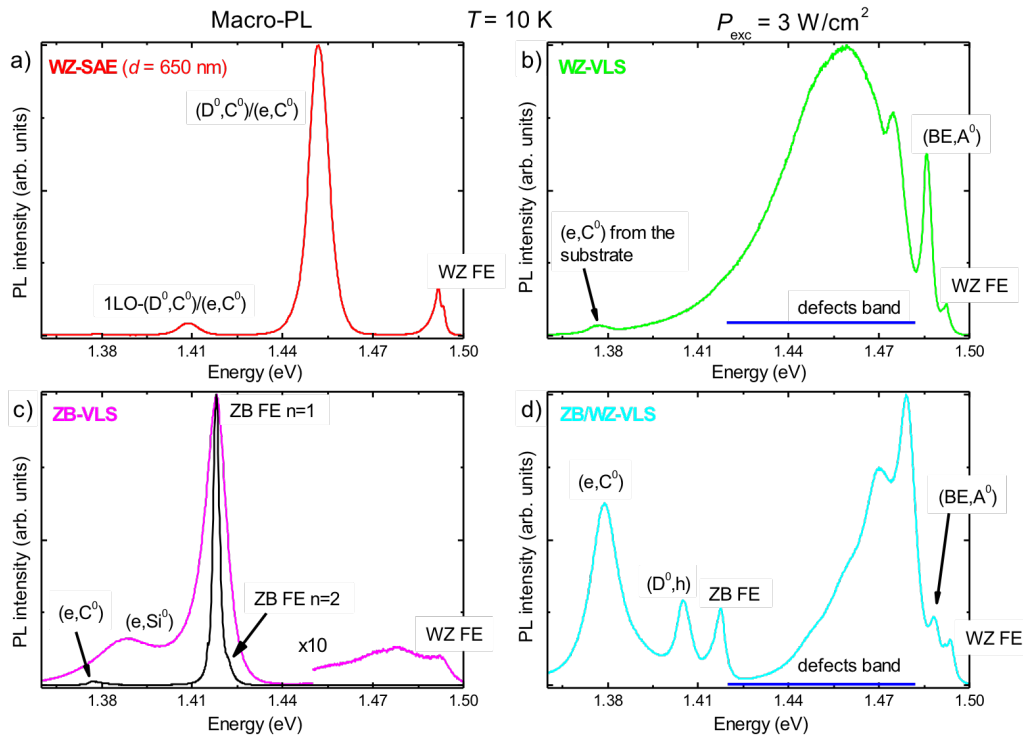 Macro-PL T = 10 K P_exc = 3 W/cm²
a)
WZ-SAE (d = 650 nm)
(D⁰,C⁰)/(e,C⁰)
1LO-(D⁰,C⁰)/(e,C⁰)
WZ FE
PL intensity (arb. units)
1.38 1.41 1.44 1.47 1.50
Energy (eV)
b)
WZ-VLS
(BE,A⁰)
(e,C⁰) from the
substrate
WZ FE
defects band
PL intensity (arb. units)
1.38 1.41 1.44 1.47 1.50
Energy (eV)
c)
ZB-VLS
ZB FE n=1
(e,C⁰)
(e,Si⁰)
ZB FE n=2
x10
WZ FE
PL intensity (arb. units)
1.38 1.41 1.44 1.47 1.50
Energy (eV)
d)
ZB/WZ-VLS
(e,C⁰)
(BE,A⁰)
(D⁰,h)
ZB FE
WZ FE
defects band
PL intensity (arb. units)
1.38 1.41 1.44 1.47 1.50
Energy (eV)